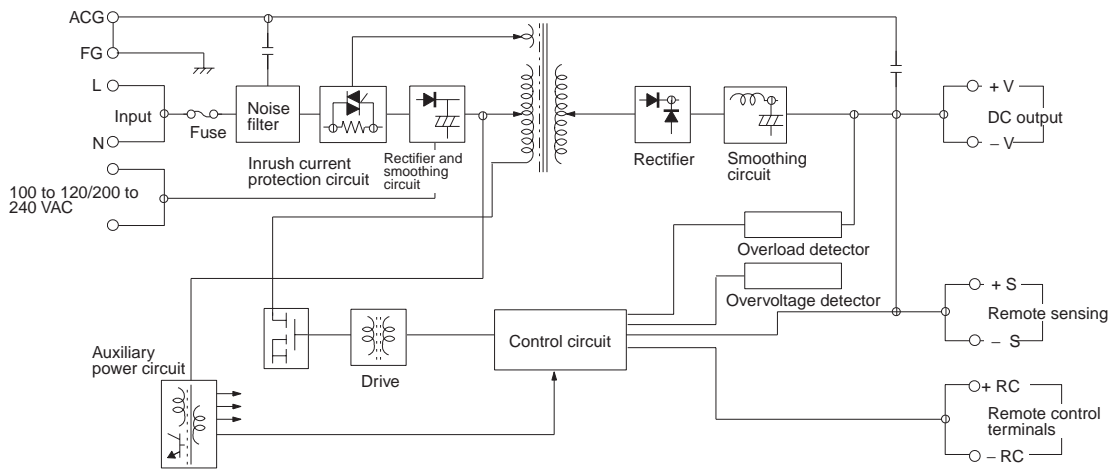 ACG
FG
L
Input
N
Fuse
Noise
filter
Inrush current
protection circuit
Rectifier and
smoothing
circuit
100 to 120/200 to
240 VAC
Rectifier
Smoothing
circuit
+ V
DC output
– V
Overload detector
Overvoltage detector
+ S
Remote sensing
– S
Control circuit
Drive
Auxiliary
power circuit
+ RC
Remote control
terminals
– RC